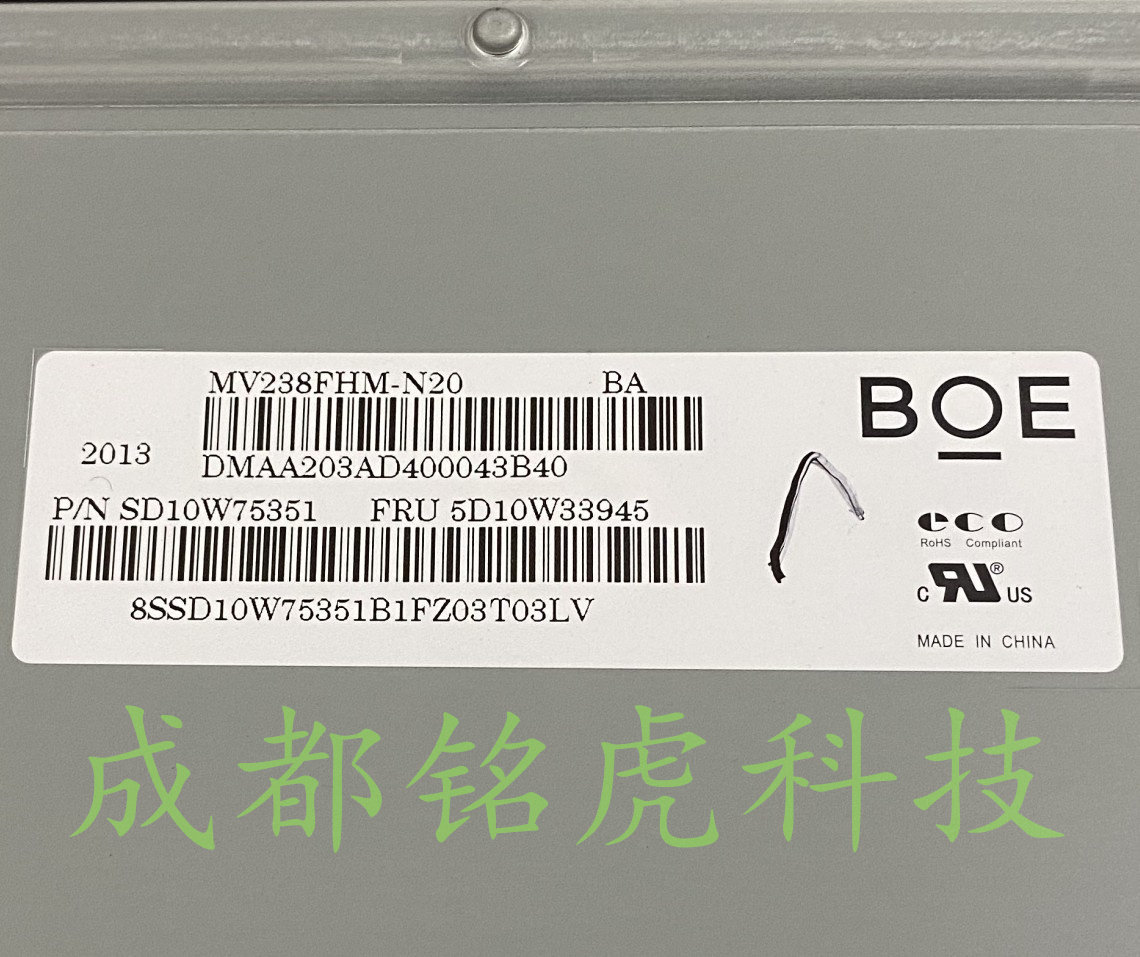 MV238FHM-N20 BA
BOE
2013
DMAA203AD400043B40
P/N SD10W75351 FRU 5D10W33945
eco
RoHS Compliant
8SSD10W75351B1FZ03T03LV
c RU ® US
MADE IN CHINA
成都铭虎科技